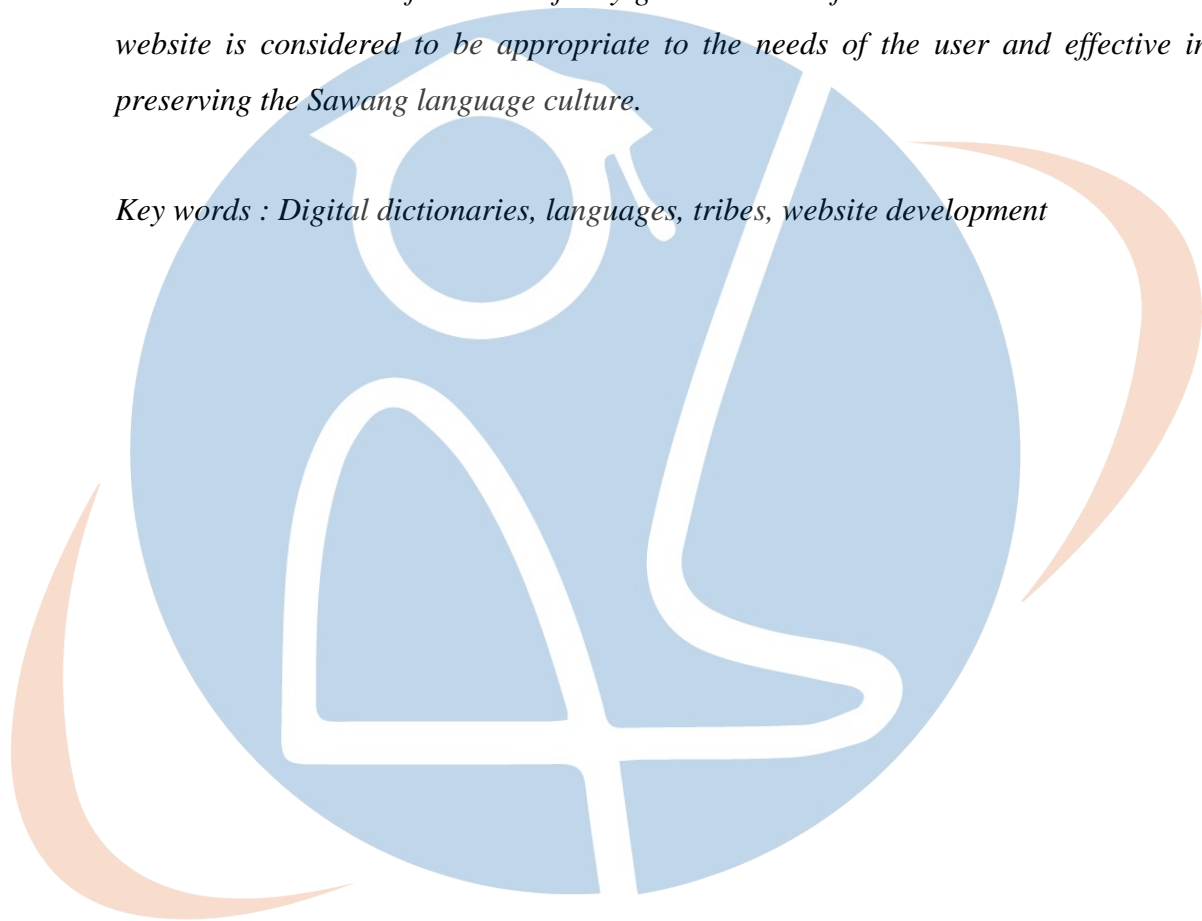 website is considered to be appropriate to the needs of the user and effective in
preserving the Sawang language culture.
Key words : Digital dictionaries, languages, tribes, website development